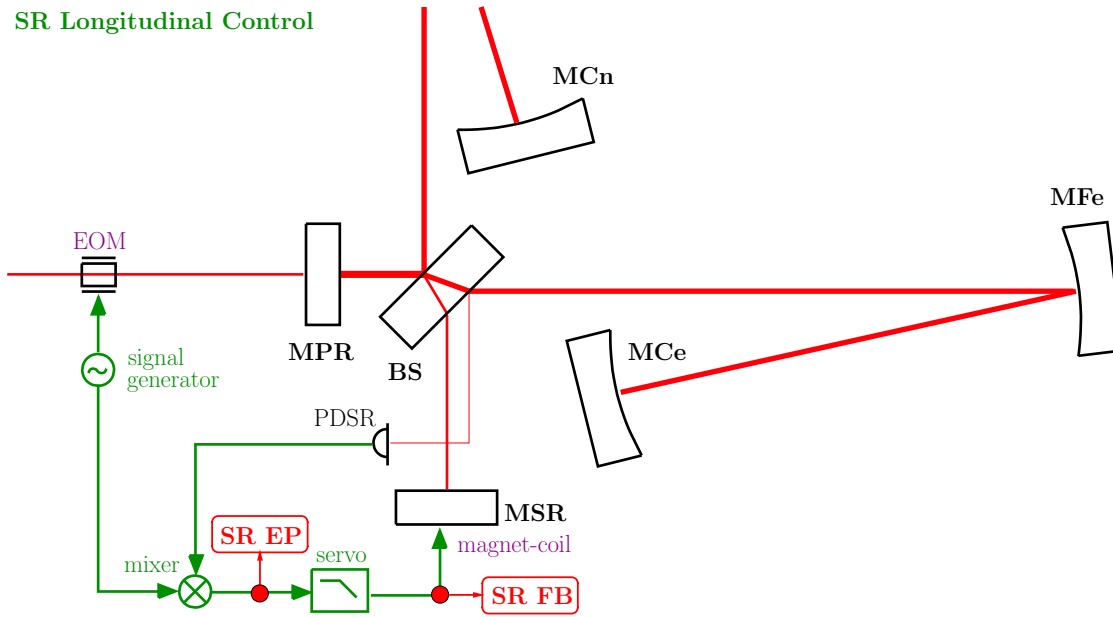 SR Longitudinal Control
MCn
MFe
EOM
MPR
BS
MCe
signal
generator
PDSR
MSR
SR EP
magnet-coil
mixer
servo
SR FB